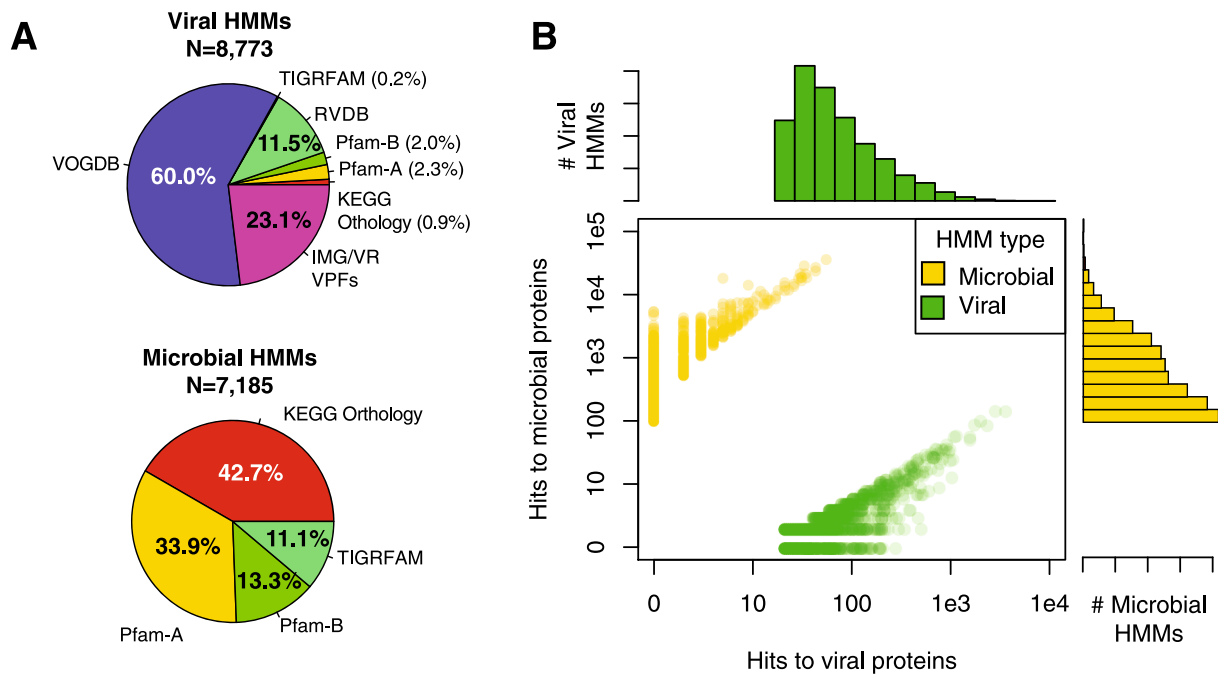 A
Viral HMMs
N=8,773
TIGRFAM (0.2%)
RVDB
11.5%
Pfam-B (2.0%)
Pfam-A (2.3%)
VOGDB
60.0%
KEGG
Othology (0.9%)
23.1%
IMG/VR
VPFs
Microbial HMMs
N=7,185
KEGG Orthology
42.7%
33.9%
11.1%
TIGRFAM
13.3%
Pfam-B
Pfam-A
B
# Viral
HMMs
HMM type
Microbial
Viral
Hits to microbial proteins
1e5
1e4
1e3
100
10
0
0
10
100
1e3
1e4
Hits to viral proteins
# Microbial
HMMs